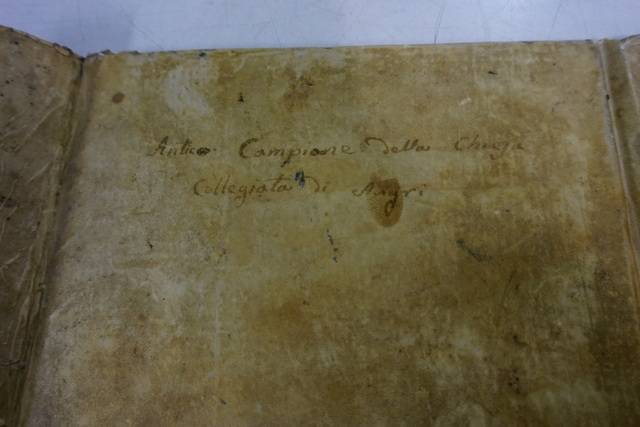 Antico Campione della Chiesa
Collegiata di Angri